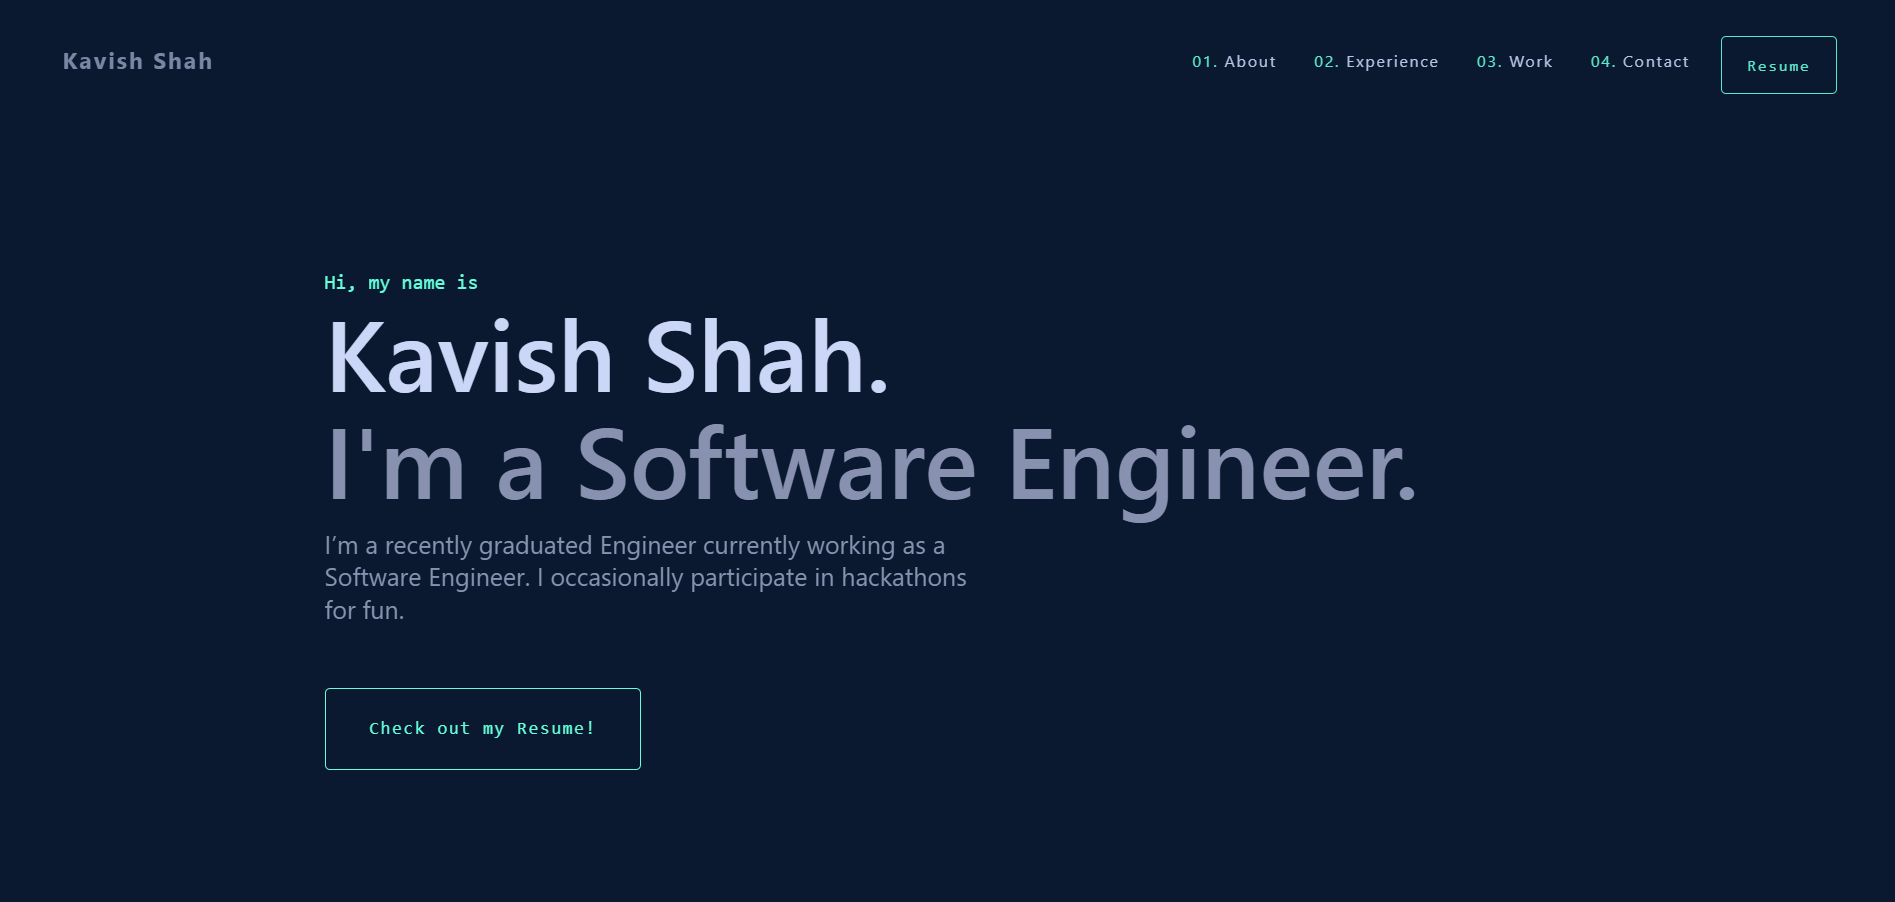 Kavish Shah
01. About 02. Experience 03. Work 04. Contact Resume
Hi, my name is
Kavish Shah.
I'm a Software Engineer.
I’m a recently graduated Engineer currently working as a
Software Engineer. I occasionally participate in hackathons
for fun.
Check out my Resume!